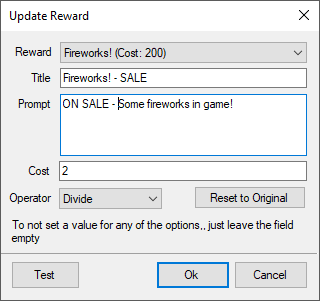 Update Reward
Reward Fireworks! (Cost: 200)
Title Fireworks! - SALE
Prompt ON SALE - Some fireworks in game!
Cost 2
Operator Divide Reset to Original
To not set a value for any of the options,, just leave the field
empty
Test Ok Cancel